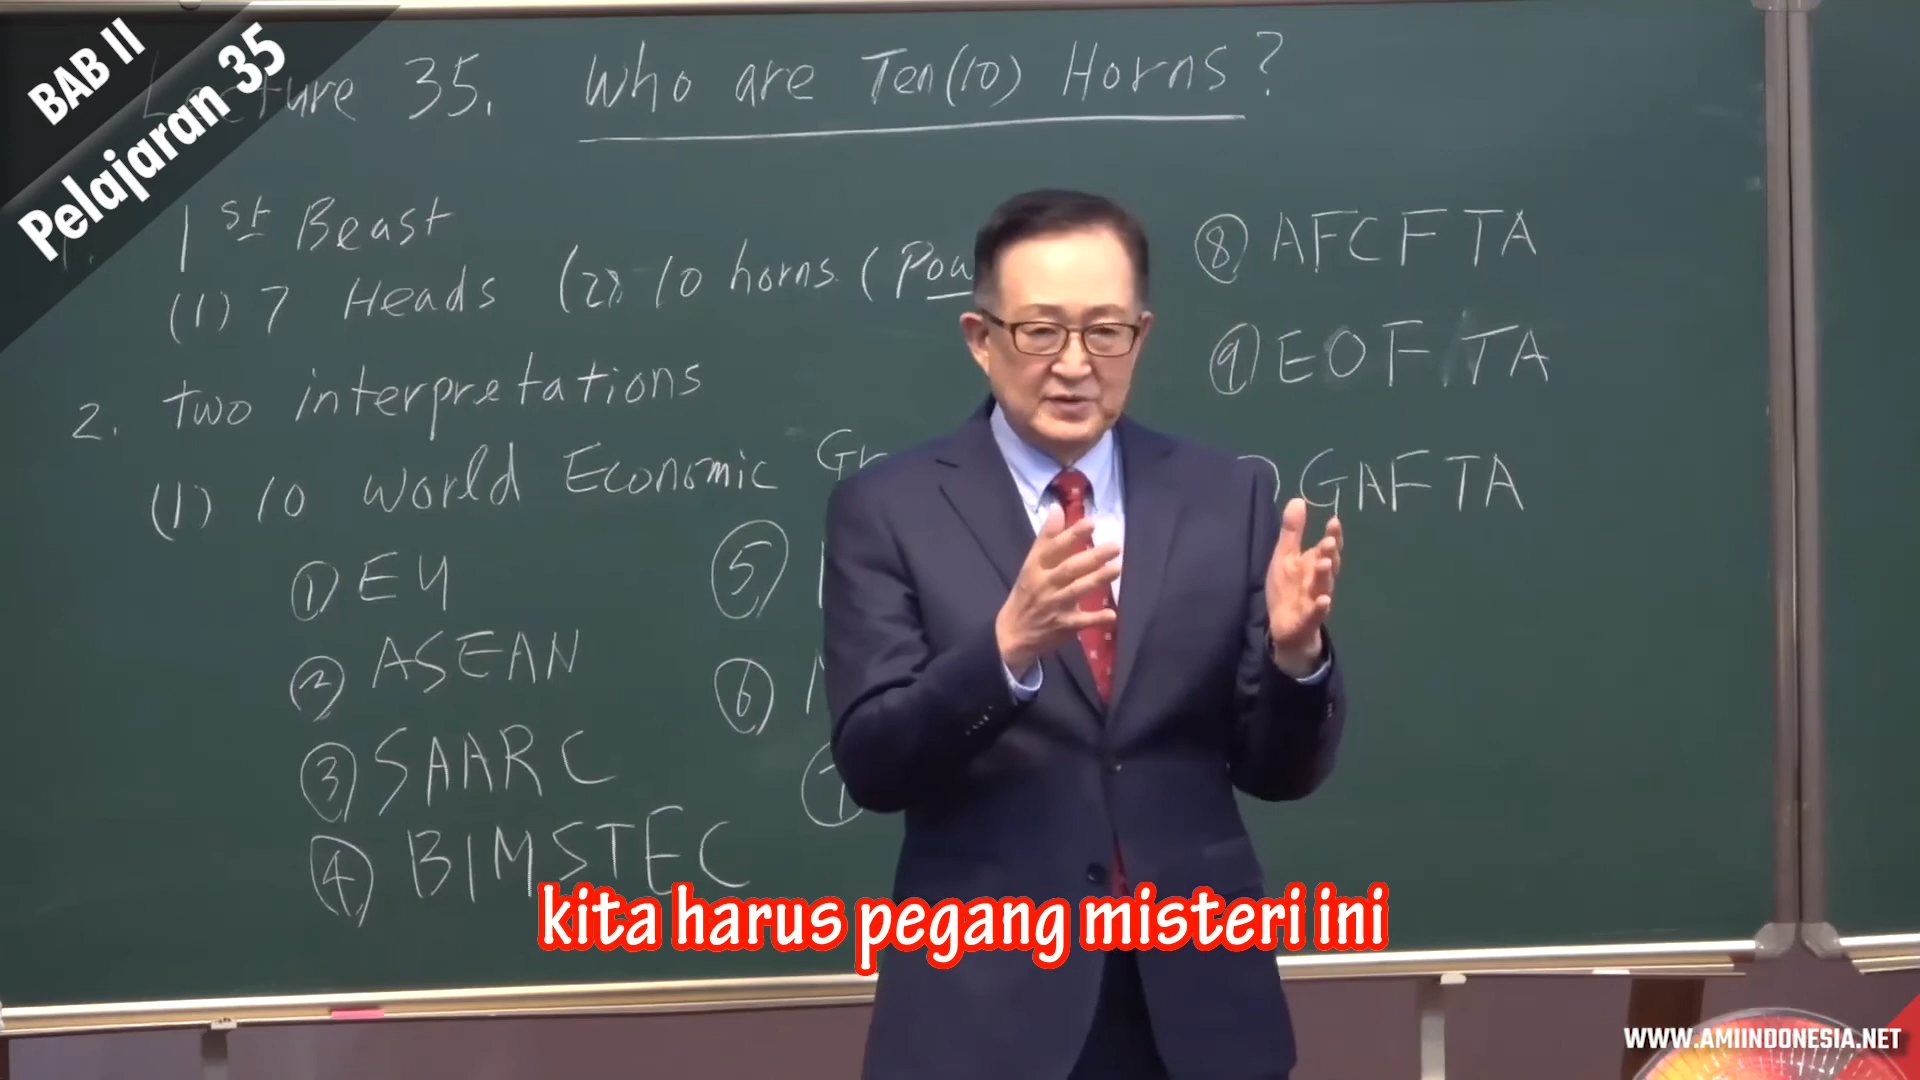 BAB II
Pelajaran 35
Lecture 35. Who are Ten(10) Horns?
1. 1st Beast
(1) 7 Heads (2) 10 horns (Pow
2. two interpretations
(1) 10 World Economic Gr
① EU
② ASEAN
③ SAARC
④ BIMSTEC
⑤
⑥
⑦
⑧ AFCFTA
⑨ EOFTA
GAFTA
kita harus pegang misteri ini
WWW.AMIINDONESIA.NET